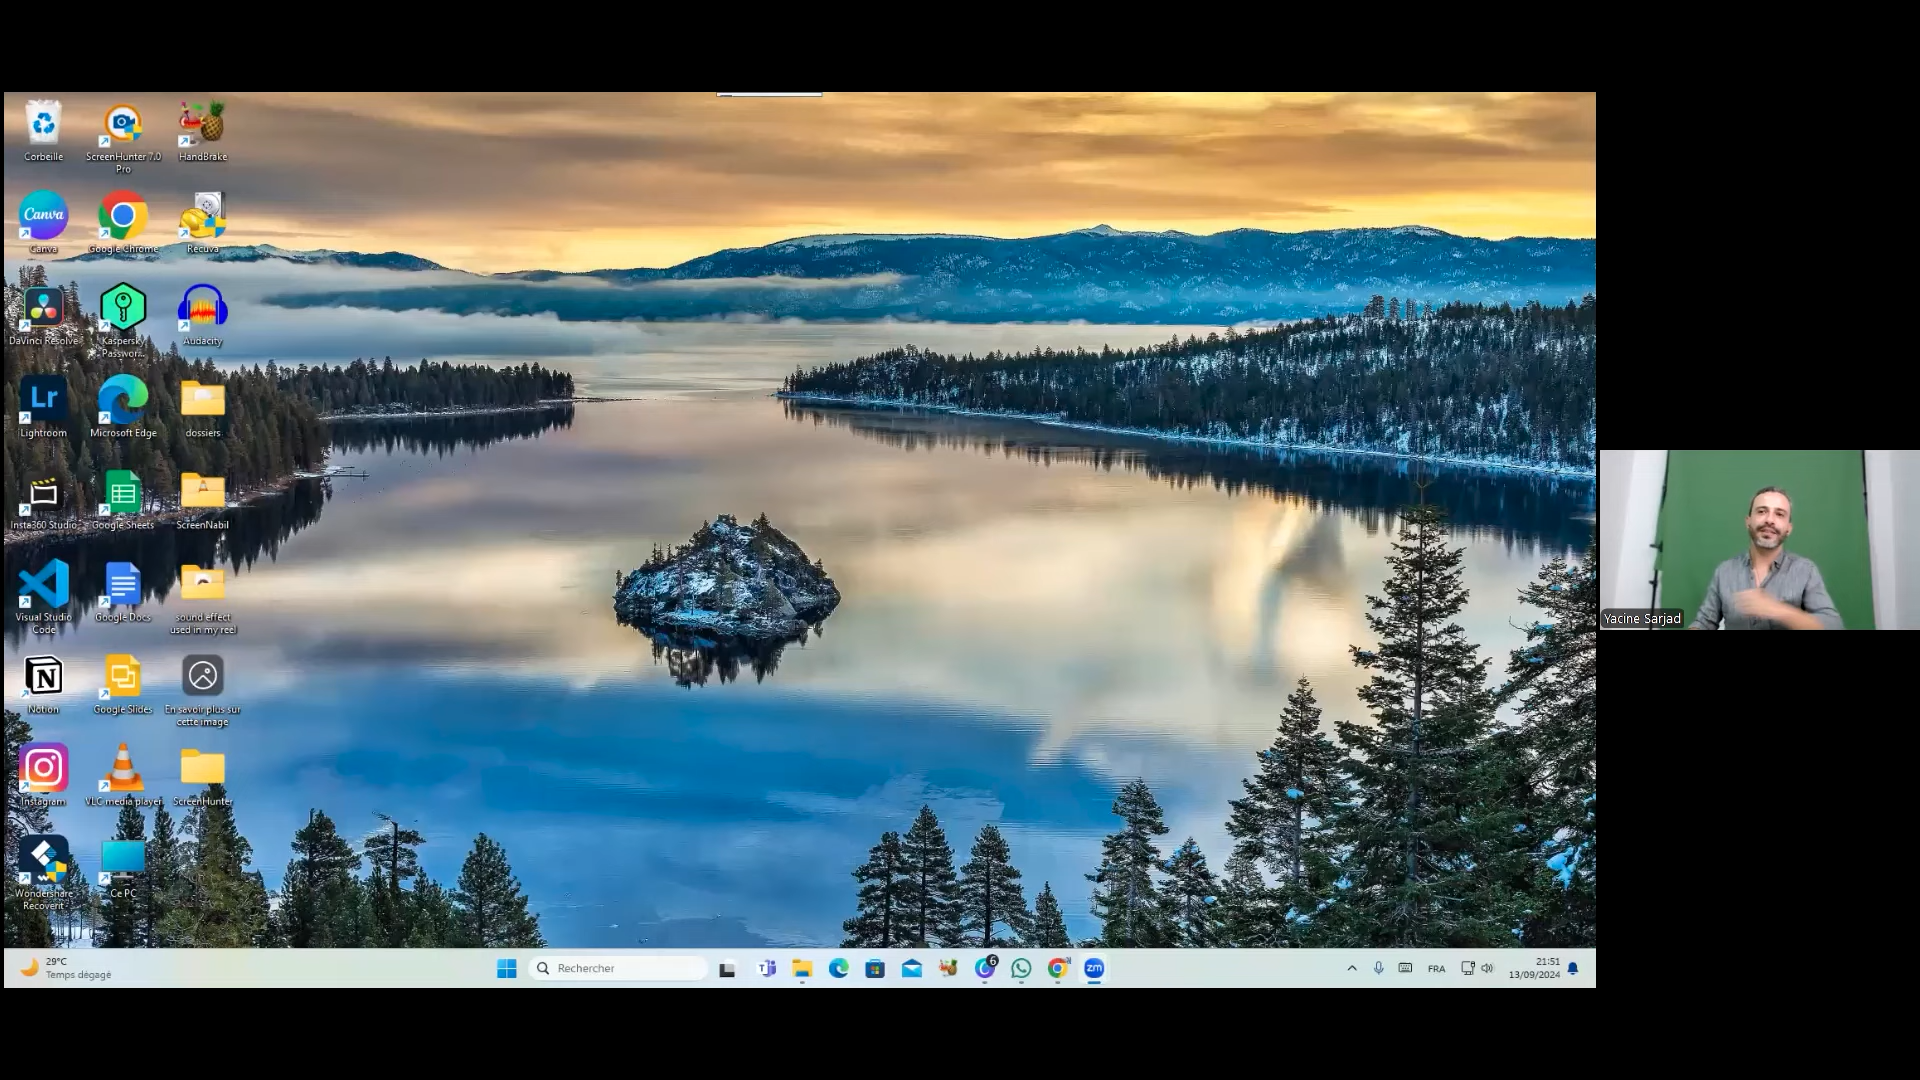 Corbeille
ScreenHunter 7.0
Pro
HandBrake
Canva
Canva
Google Chrome
Recuva
DaVinci Resolve
Kaspersky
Passwor...
Audacity
Lr
Lightroom
Microsoft Edge
dossiers
Insta360 Studio
Google Sheets
ScreenNabil
Visual Studio
Code
Google Docs
sound effect
used in my reel
Notion
Google Slides
En savoir plus sur
cette image
Instagram
VLC media player
ScreenHunter
Wondershare
Recoverit
Ce PC
Yacine Sarjad
29°C
Temps dégagé
Rechercher
6
zm
FRA
21:51
13/09/2024